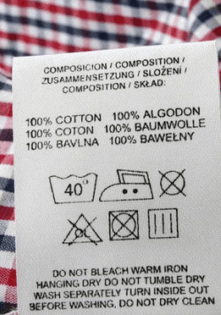 COMPOSICION / COMPOSITION /
ZUSAMMENSETZUNG / SLOŽENI /
COMPOSITION / SKŁAD:
100% COTTON 100% ALGODON
100% COTON 100% BAUMWOLLE
100% BAVLNA 100% BAWEŁNY
40°
DO NOT BLEACH WARM IRON
HANGING DRY DO NOT TUMBLE DRY
WASH SEPARATELY TURN INSIDE OUT
BEFORE WASHING, DO NOT DRY CLEAN